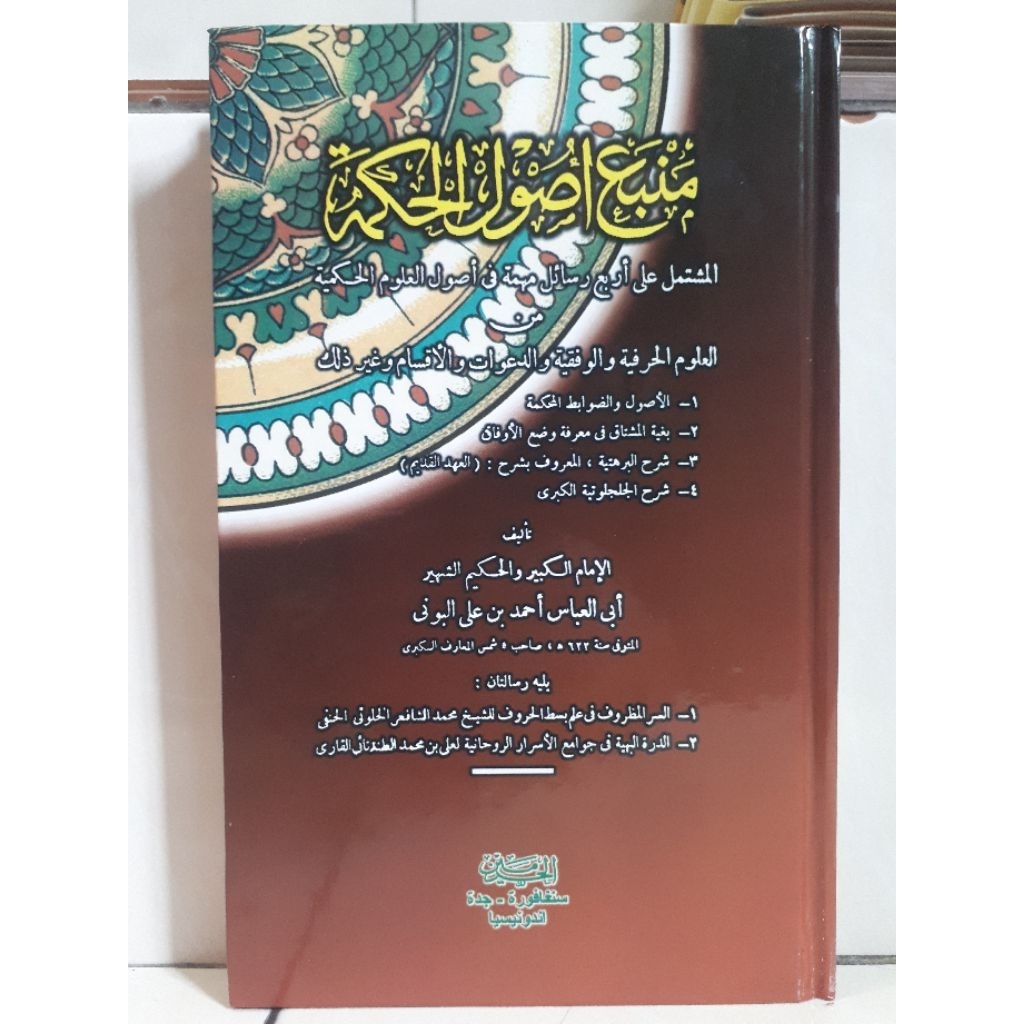 مَنْبَع أصُول الحكمة
المشتمل على أربع رسائل مهمة فى أصول العلوم الحكمية
من
العلوم الحرفية والوفقية والدعوات والأقسام وغير ذلك
١- الأصول والضوابط المحكمة
٢- بغية المشتاق فى معرفة وضع الأوفاق
٣- شرح البرهتية ، المعروف بشرح : ( العهد القديم )
٤- شرح الجلجلوتية الكبرى
تأليف
الإمام الكبير والحكيم الشهير
أبى العباس أحمد بن على البونى
المتوفى سنة ٦٢٢ ه ، صاحب « شمس المعارف الكبرى
يليه رسالتان :
١- السر المظروف فى علم بسط الحروف للشيخ محمد الشافعى الخلوتى الحنفى
٢- الدرة البهية فى جوامع الأسرار الروحانية لعلى بن محمد الطندتائى القارى
الحرمين
سنغافورة - جدة
اندونيسيا